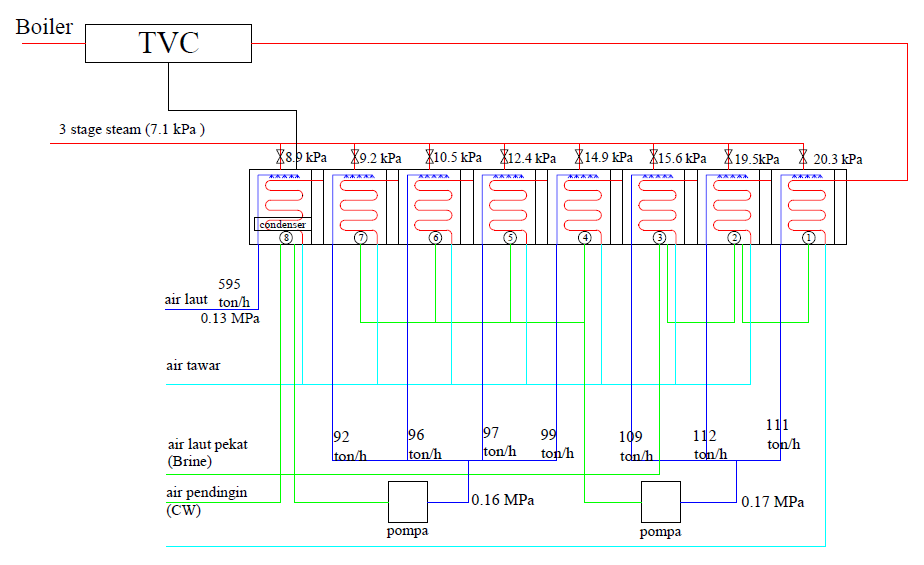 Boiler
TVC
3 stage steam (7.1 kPa )
8.9 kPa
9.2 kPa
10.5 kPa
12.4 kPa
14.9 kPa
15.6 kPa
19.5kPa
20.3 kPa
condenser
8
7
6
5
4
3
2
1
595
air laut ton/h
0.13 MPa
air tawar
92
ton/h
96
ton/h
97
ton/h
99
ton/h
109
ton/h
112
ton/h
111
ton/h
air laut pekat
(Brine)
air pendingin
(CW)
0.16 MPa
0.17 MPa
pompa
pompa